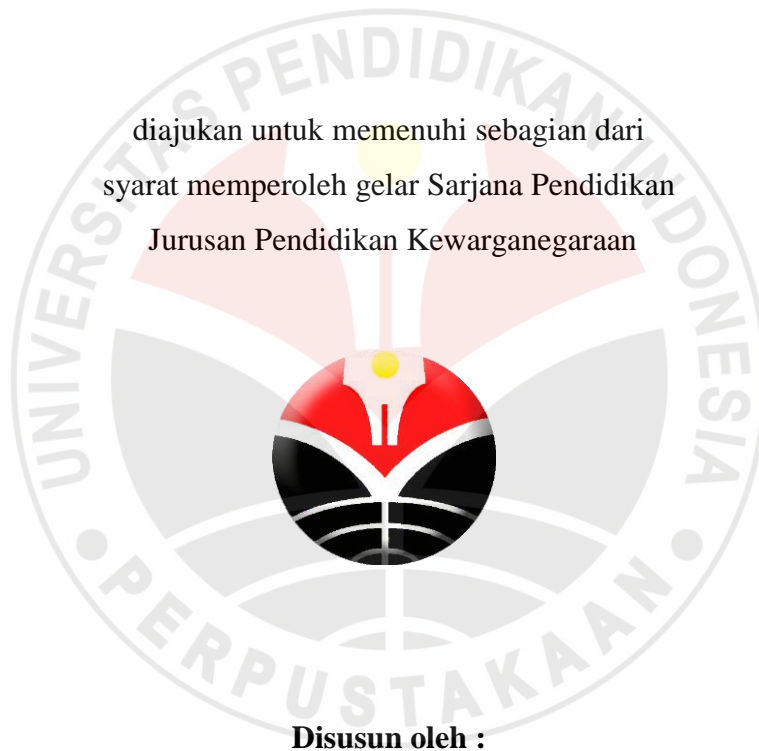 UNIVERSITAS PENDIDIKAN INDONESIA
diajukan untuk memenuhi sebagian dari
syarat memperoleh gelar Sarjana Pendidikan
Jurusan Pendidikan Kewarganegaraan
• PERPUSTAKAAN •
Disusun oleh :